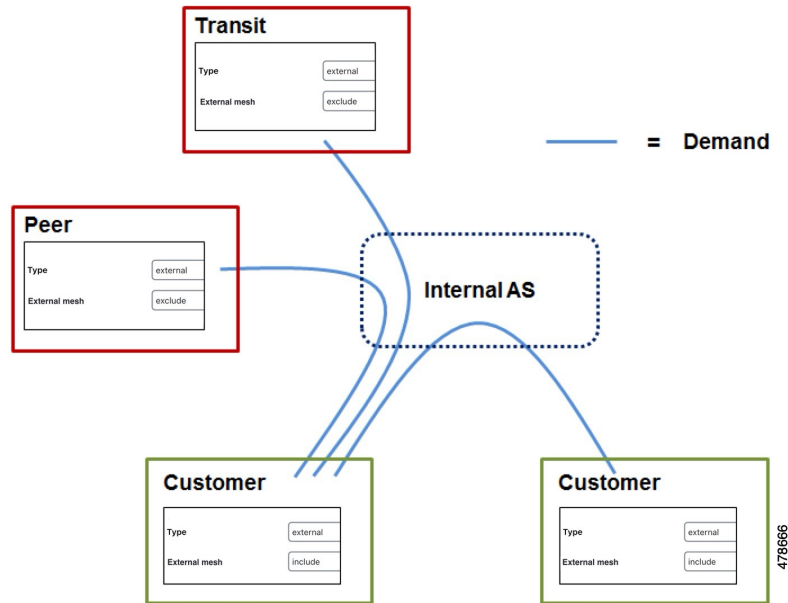 Transit
Type external
External mesh exclude
= Demand
Peer
Type external
External mesh exclude
Internal AS
Customer
Type external
External mesh include
Customer
Type external
External mesh include
478666